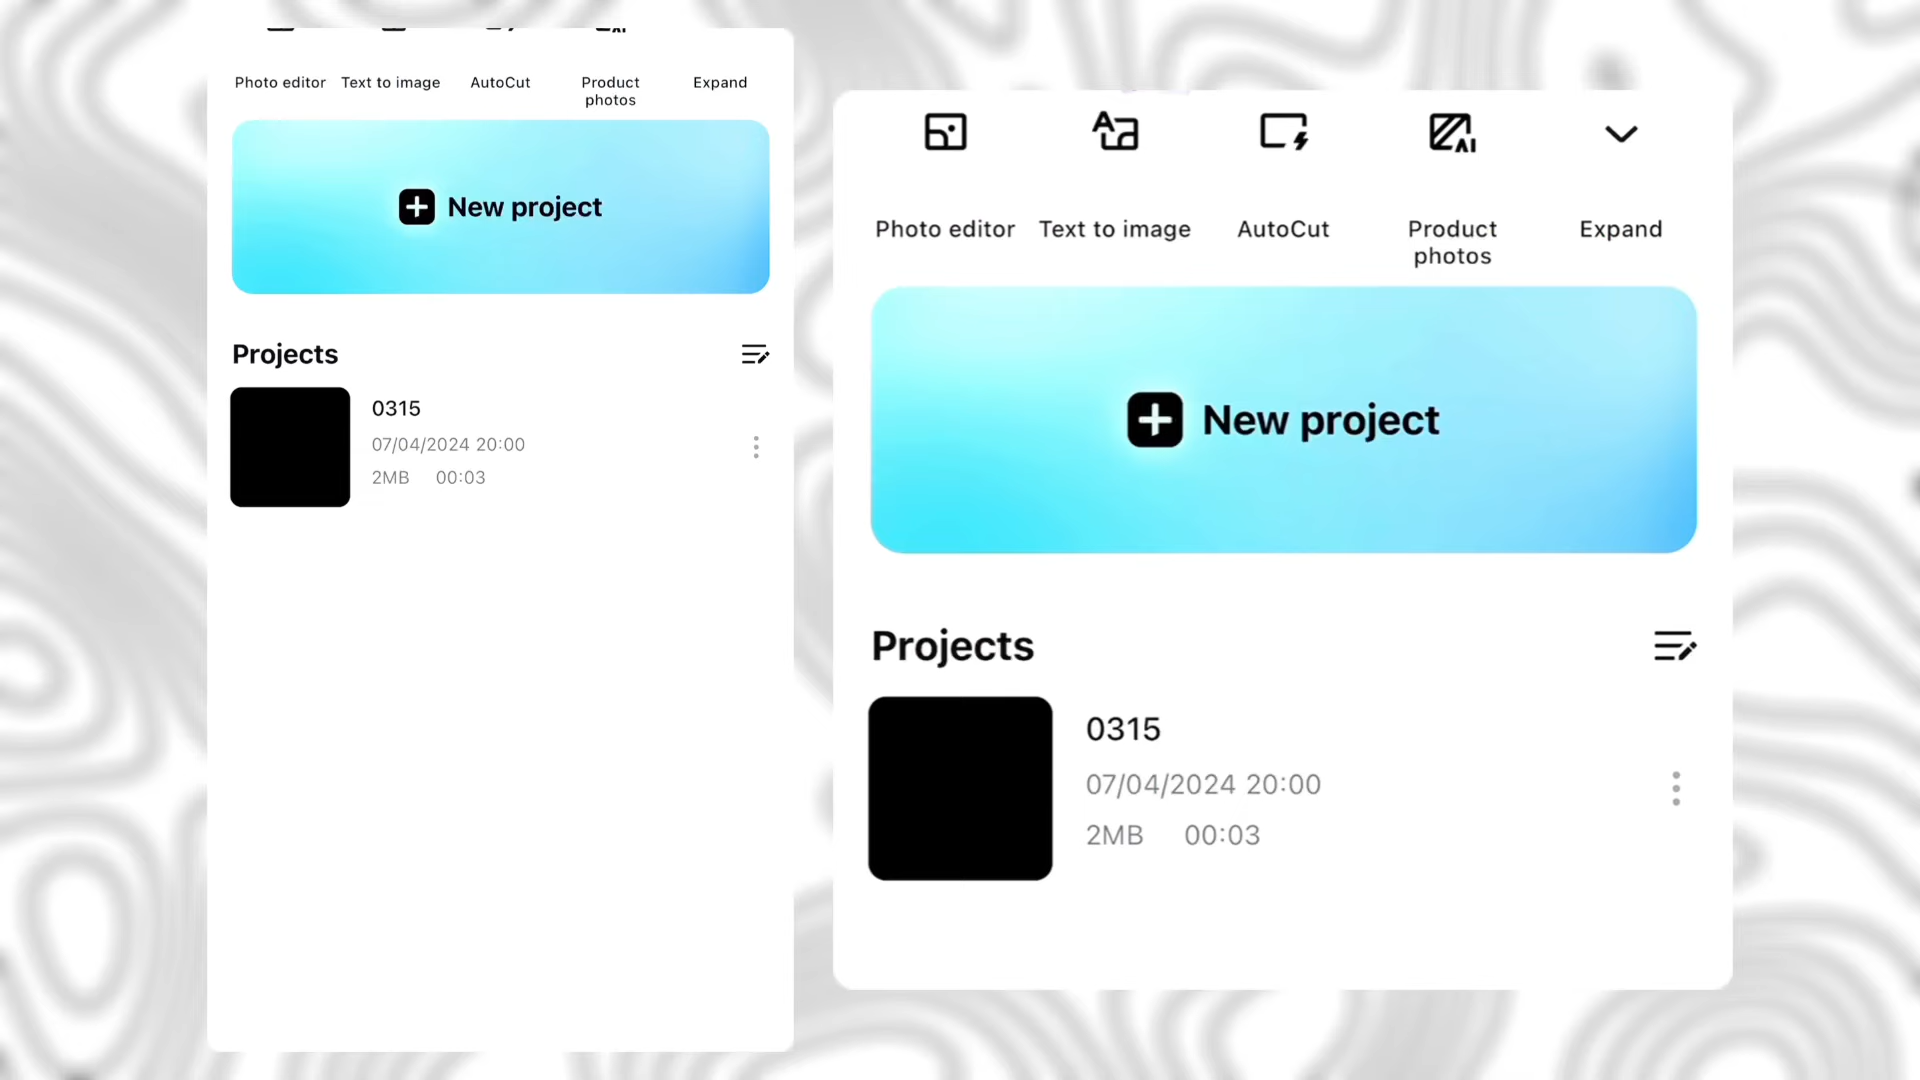 Photo editor Text to image AutoCut Product photos Expand
New project
Projects
0315
07/04/2024 20:00
2MB 00:03
AI
Photo editor Text to image AutoCut Product photos Expand
New project
Projects
0315
07/04/2024 20:00
2MB 00:03